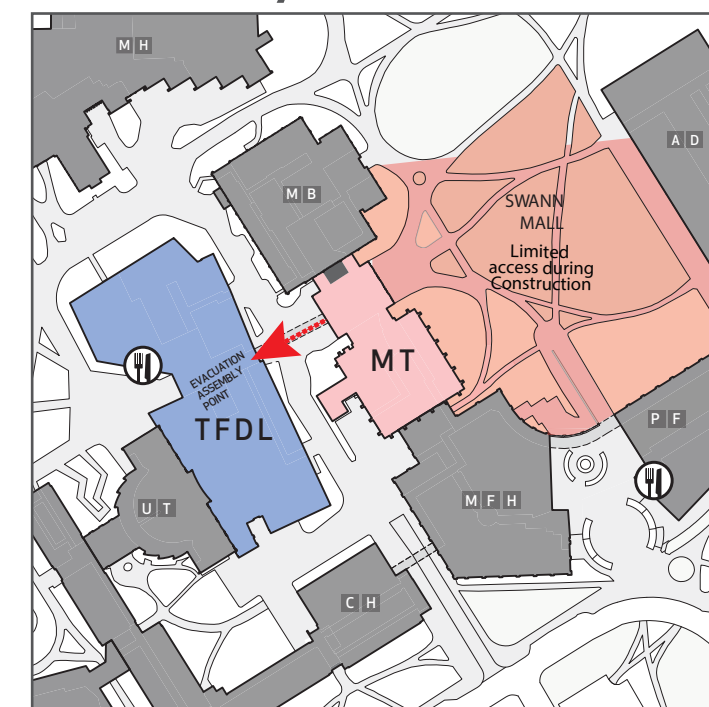 MH
AD
MB
SWANN
MALL
Limited
access during
Construction
MT
EVACUATION
ASSEMBLY
POINT
TFDL
PF
MFH
UT
CH